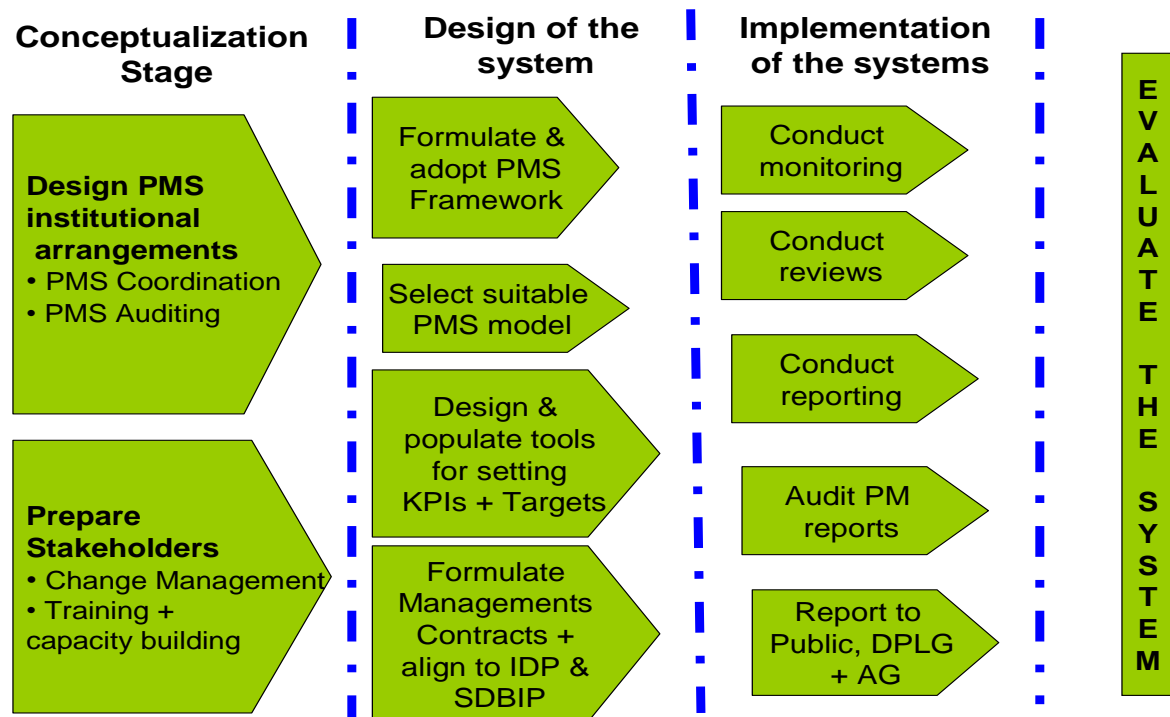 Conceptualization
Stage
Design PMS
institutional
arrangements
• PMS Coordination
• PMS Auditing
Prepare
Stakeholders
• Change Management
• Training +
capacity building
Design of the
system
Formulate &
adopt PMS
Framework
Select suitable
PMS model
Design &
populate tools
for setting
KPIs + Targets
Formulate
Managements
Contracts +
align to IDP &
SDBIP
Implementation
of the systems
Conduct
monitoring
Conduct
reviews
Conduct
reporting
Audit PM
reports
Report to
Public, DPLG
+ AG
EVALUATE THE SYSTEM